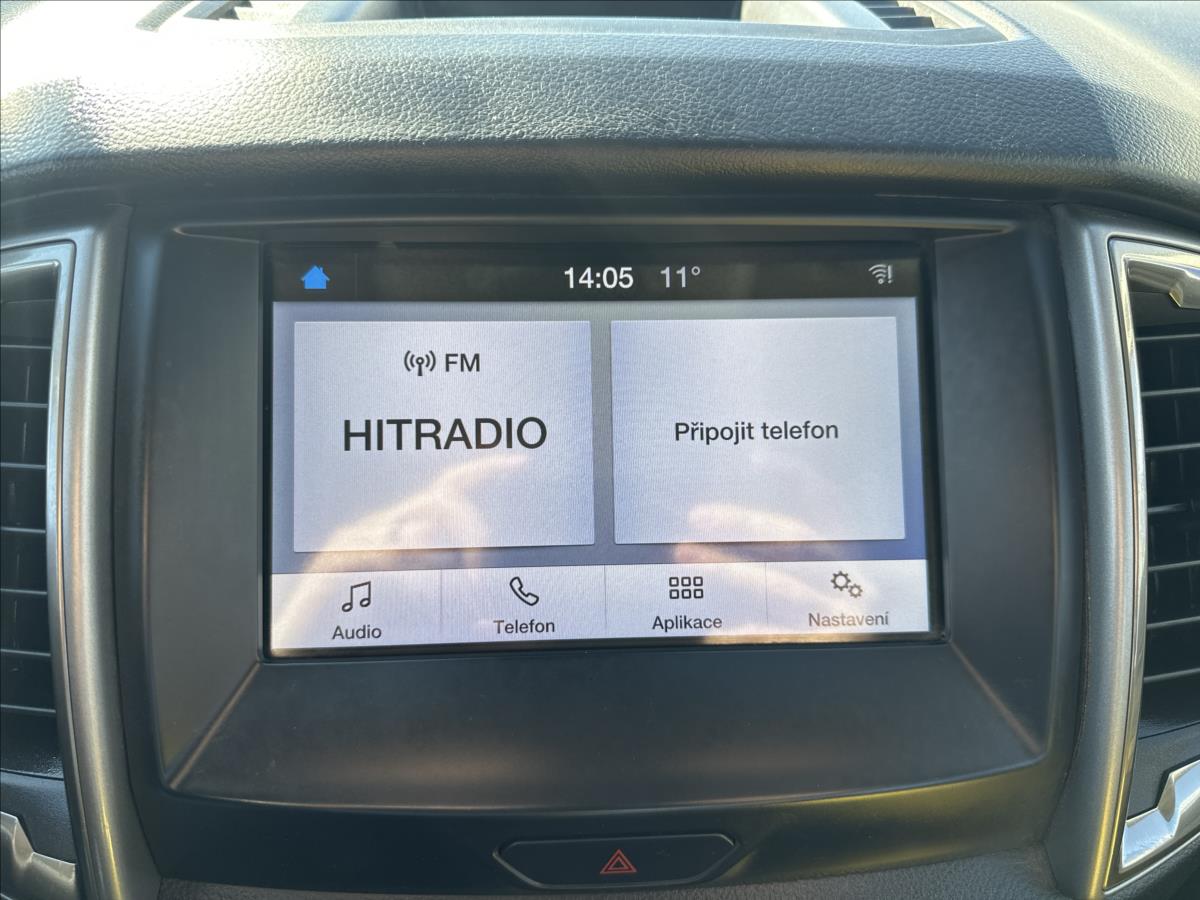 14:05 11°
FM
HITRADIO
Připojit telefon
Audio
Telefon
Aplikace
Nastavení